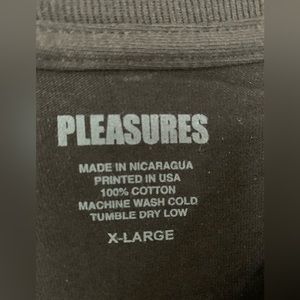 PLEASURES
MADE IN NICARAGUA
PRINTED IN USA
100% COTTON
MACHINE WASH COLD
TUMBLE DRY LOW
X-LARGE